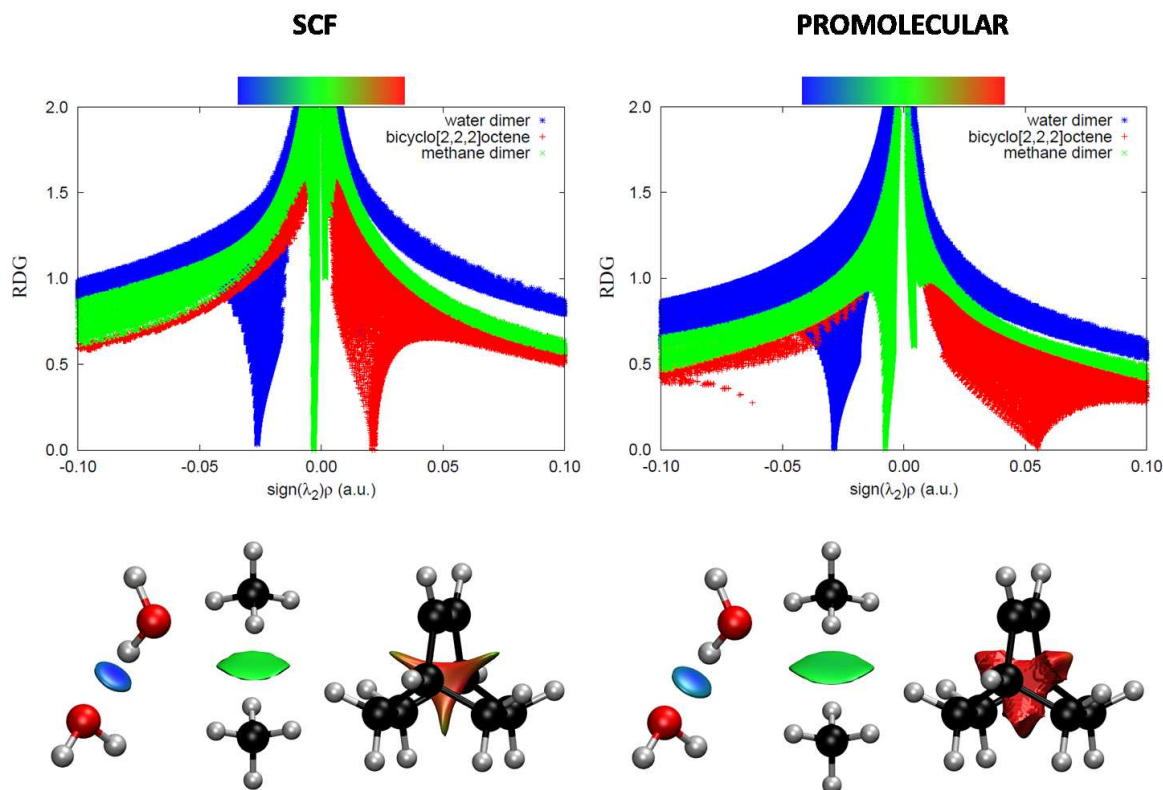 SCF
PROMOLECULAR
2.0
1.5
1.0
0.5
0.0
RDG
water dimer
bicyclo[2,2,2]octene
methane dimer
-0.10
-0.05
0.00
0.05
0.10
sign(λ₂)ρ (a.u.)
2.0
1.5
1.0
0.5
0.0
RDG
water dimer
bicyclo[2,2,2]octene
methane dimer
-0.10
-0.05
0.00
0.05
0.10
sign(λ₂)ρ (a.u.)